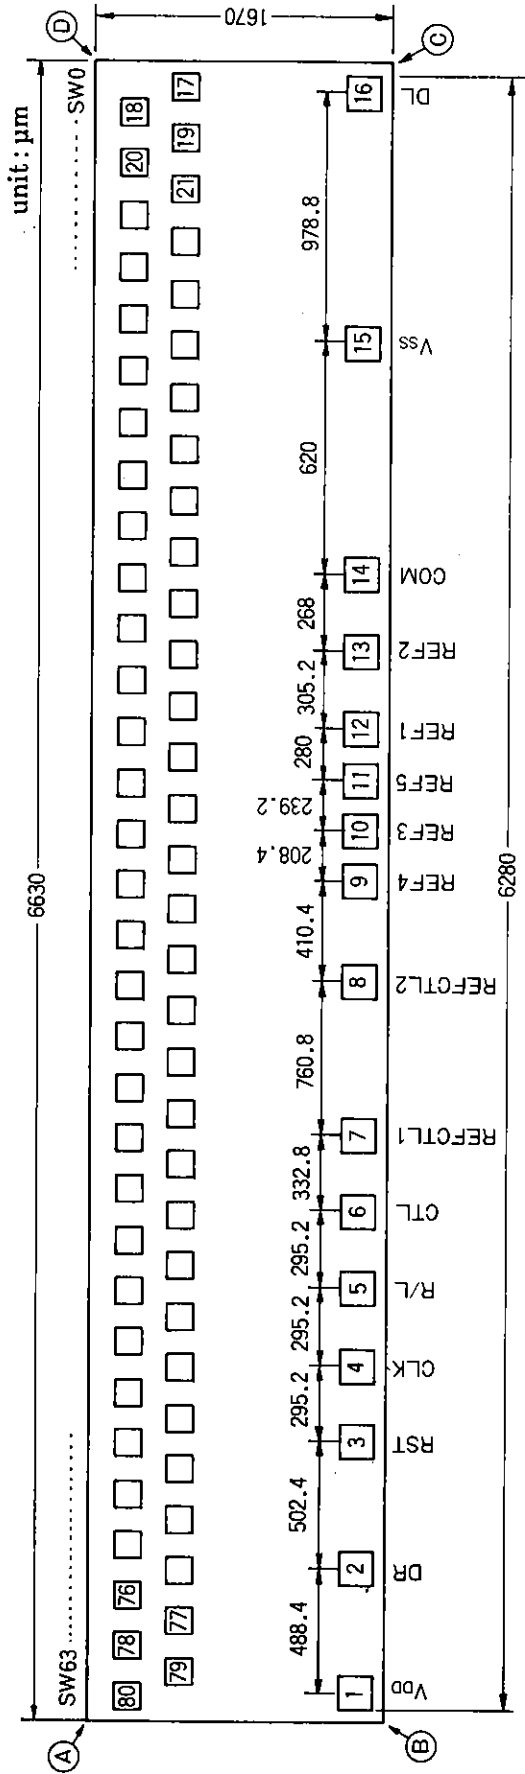 unit: µm
6630
1670
D
A
SW63
SW0
80 78 76 20 18
79 77 21 19 17
488.4 502.4 295.2 295.2 295.2 332.8 760.8 410.4 208.4 239.2 280 305.2 268 620 978.8
1 2 3 4 5 6 7 8 9 10 11 12 13 14 15 16
VDD DR RST CLK R/L CTL REFCTL1 REFCTL2 REF4 REF3 REF5 REF1 REF2 COM VSS DL
B
C
6280